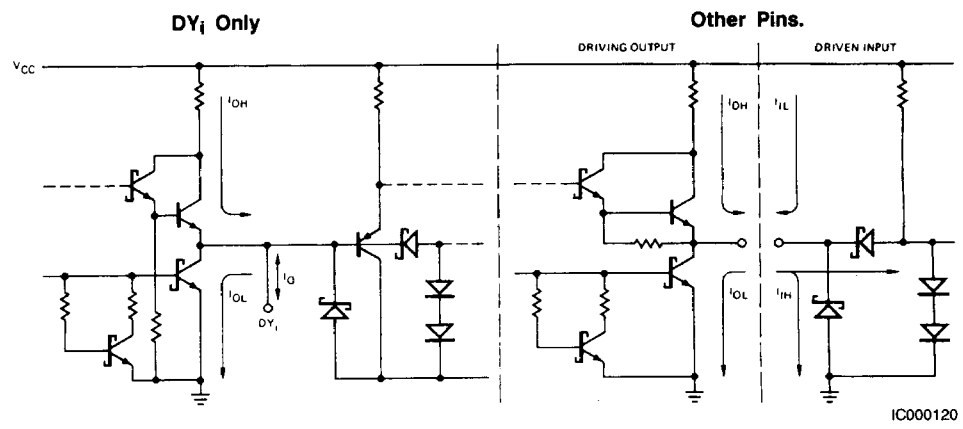 DYi Only
Other Pins.
DRIVING OUTPUT
DRIVEN INPUT
VCC
IOH
IOH
IIL
IOL
IO
DYi
IOL
IIH
IC000120